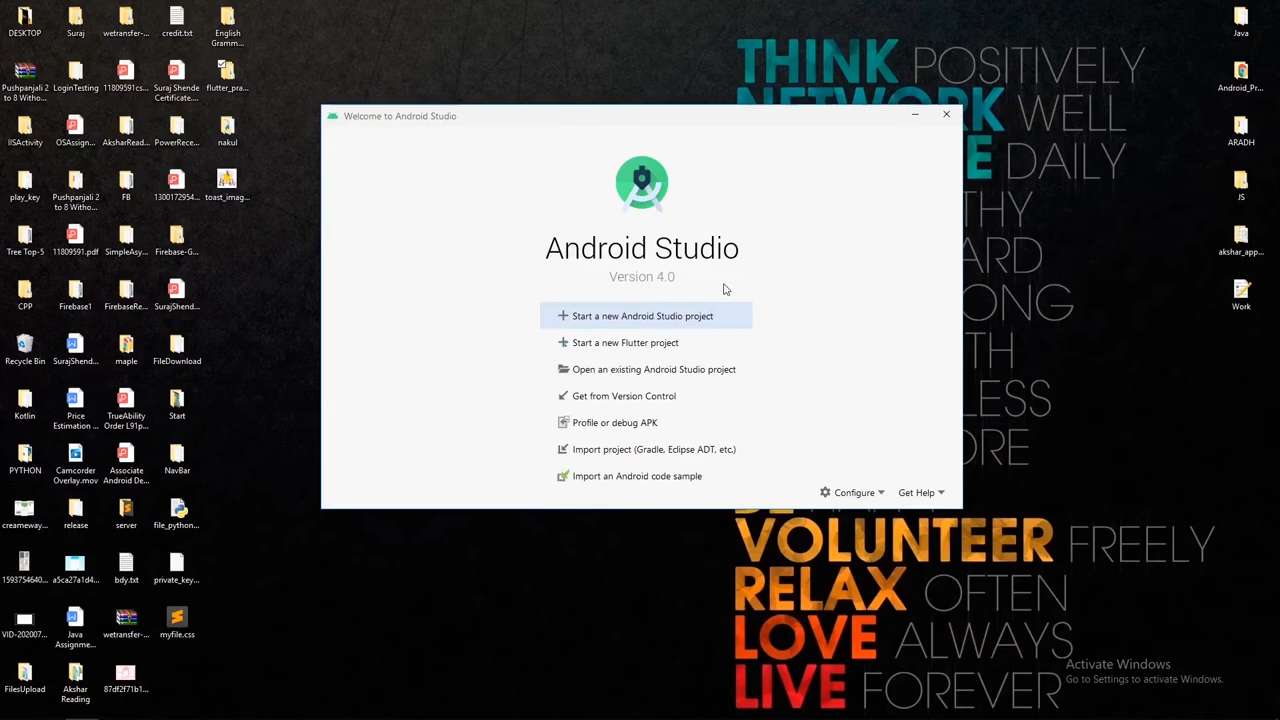 DESKTOP
Suraj
wetransfer-...
credit.txt
English
Gramm...
Java
Pushpanjali 2
to 8 Witho...
LoginTesting
11809591cs...
Suraj Shende
Certificate...
flutter_pra...
Android_Pr...
IISActivity
OSAssign...
AksharRead...
PowerRece...
nakul
ARADH
play_key
Pushpanjali 2
to 8 Witho...
FB
1300172954...
toast_imag...
JS
Tree Top-5
11809591.pdf
SimpleAsy...
Firebase-G...
akshar_app...
CPP
Firebase1
FirebaseRe...
SurajShend...
Work
Recycle Bin
SurajShend...
maple
FileDownload
Kotlin
Price
Estimation ...
TrueAbility
Order L91p...
Start
PYTHON
Camcorder
Overlay.mov
Associate
Android De...
NavBar
creameway...
release
server
file_python...
1593754640...
a5ca27a1d4...
bdy.txt
private_key...
VID-202007...
Java
Assignme...
wetransfer-...
myfile.css
FilesUpload
Akshar
Reading
87df2f71b1...
Welcome to Android Studio
Android Studio
Version 4.0
Start a new Android Studio project
Start a new Flutter project
Open an existing Android Studio project
Get from Version Control
Profile or debug APK
Import project (Gradle, Eclipse ADT, etc.)
Import an Android code sample
Configure
Get Help
THINK POSITIVELY
NETWORK WELL
E DAILY
THY
ARD
ONG
TH
LESS
ORE
VOLUNTEER FREELY
RELAX OFTEN
LOVE ALWAYS
LIVE FOREVER
Activate Windows
Go to Settings to activate Windows.